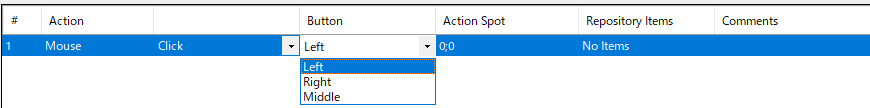 # Action Button Action Spot Repository Items Comments
1 Mouse Click Left 0;0 No Items
Left
Right
Middle